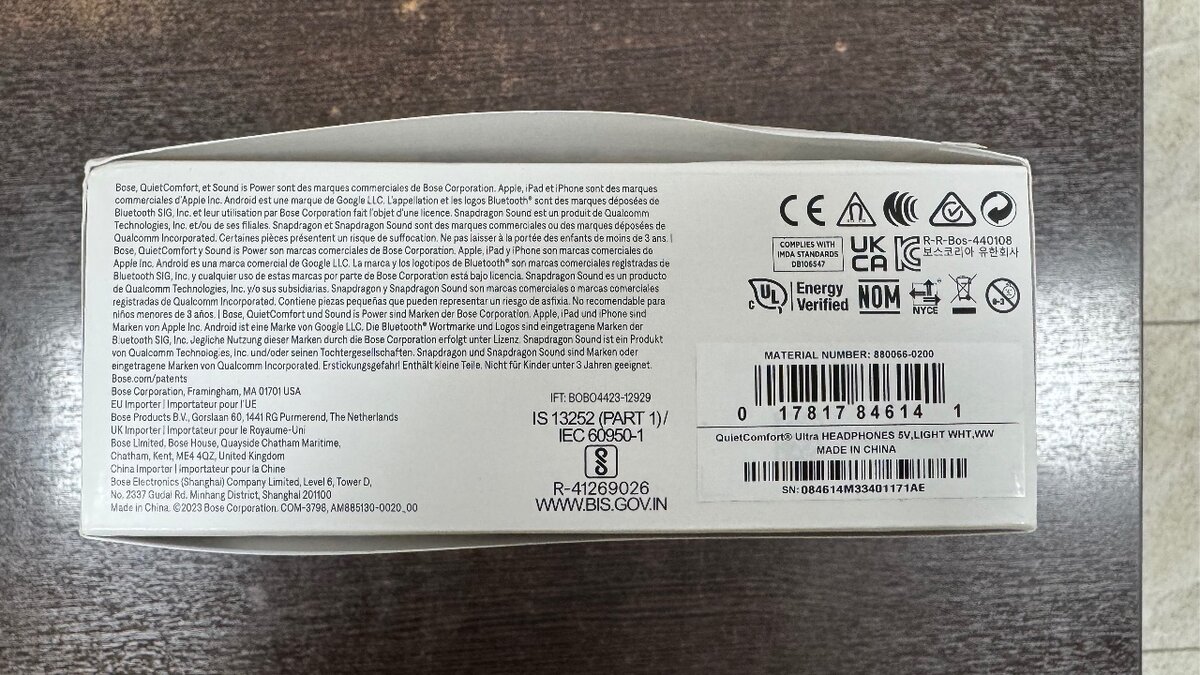 Bose, QuietComfort, et Sound is Power sont des marques commerciales de Bose Corporation. Apple, iPad et iPhone sont des marques
commerciales d'Apple Inc. Android est une marque de Google LLC. L'appellation et les logos Bluetooth® sont des marques déposées de
Bluetooth SIG, Inc. et leur utilisation par Bose Corporation fait l'objet d'une licence. Snapdragon Sound est un produit de Qualcomm
Technologies, Inc. et/ou de ses filiales. Snapdragon et Snapdragon Sound sont des marques commerciales ou des marques déposées de
Qualcomm Incorporated. Certaines pièces présentent un risque de suffocation. Ne pas laisser à la portée des enfants de moins de 3 ans. |
Bose, QuietComfort y Sound is Power son marcas comerciales de Bose Corporation. Apple, iPad y iPhone son marcas comerciales de
Apple Inc. Android es una marca comercial de Google LLC. La marca y los logotipos de Bluetooth® son marcas comerciales registradas de
Bluetooth SIG, Inc. y cualquier uso de estas marcas por parte de Bose Corporation está bajo licencia. Snapdragon Sound es un producto
de Qualcomm Technologies, Inc. y/o sus subsidiarias. Snapdragon y Snapdragon Sound son marcas comerciales o marcas comerciales
registradas de Qualcomm Incorporated. Contiene piezas pequeñas que pueden representar un riesgo de asfixia. No recomendable para
niños menores de 3 años. | Bose, QuietComfort und Sound is Power sind Marken der Bose Corporation. Apple, iPad und iPhone sind
Marken von Apple Inc. Android ist eine Marke von Google LLC. Die Bluetooth® Wortmarke und Logos sind eingetragene Marken der
Bluetooth SIG, Inc. Jegliche Nutzung dieser Marken durch die Bose Corporation erfolgt unter Lizenz. Snapdragon Sound ist ein Produkt
von Qualcomm Technologies, Inc. und/oder seinen Tochtergesellschaften. Snapdragon und Snapdragon Sound sind Marken oder
eingetragene Marken von Qualcomm Incorporated. Erstickungsgefahr! Enthält kleine Teile. Nicht für Kinder unter 3 Jahren geeignet.
Bose.com/patents
Bose Corporation, Framingham, MA 01701 USA
EU Importer | Importateur pour l'UE
Bose Products B.V., Gorslaan 60, 1441 RG Purmerend, The Netherlands
UK Importer | Importateur pour le Royaume-Uni
Bose Limited, Bose House, Quayside Chatham Maritime,
Chatham, Kent, ME4 4QZ, United Kingdom
China Importer | importateur pour la Chine
Bose Electronics (Shanghai) Company Limited, Level 6, Tower D,
No. 2337 Gudai Rd. Minhang District, Shanghai 201100
Made in China. ©2023 Bose Corporation. COM-3798, AM885130-0020_00
IFT: BOBO4423-12929
IS 13252 (PART 1)/
IEC 60950-1
R-41269026
WWW.BIS.GOV.IN
CE
COMPLIES WITH
IMDA STANDARDS
DB106547
UK
CA
R-R-Bos-440108
보스코리아 유한회사
C UL
Energy
Verified
NOM
NYCE
0-3
MATERIAL NUMBER: 880066-0200
0 17817 84614 1
QuietComfort® Ultra HEADPHONES 5V,LIGHT WHT,WW
MADE IN CHINA
SN: 084614M33401171AE